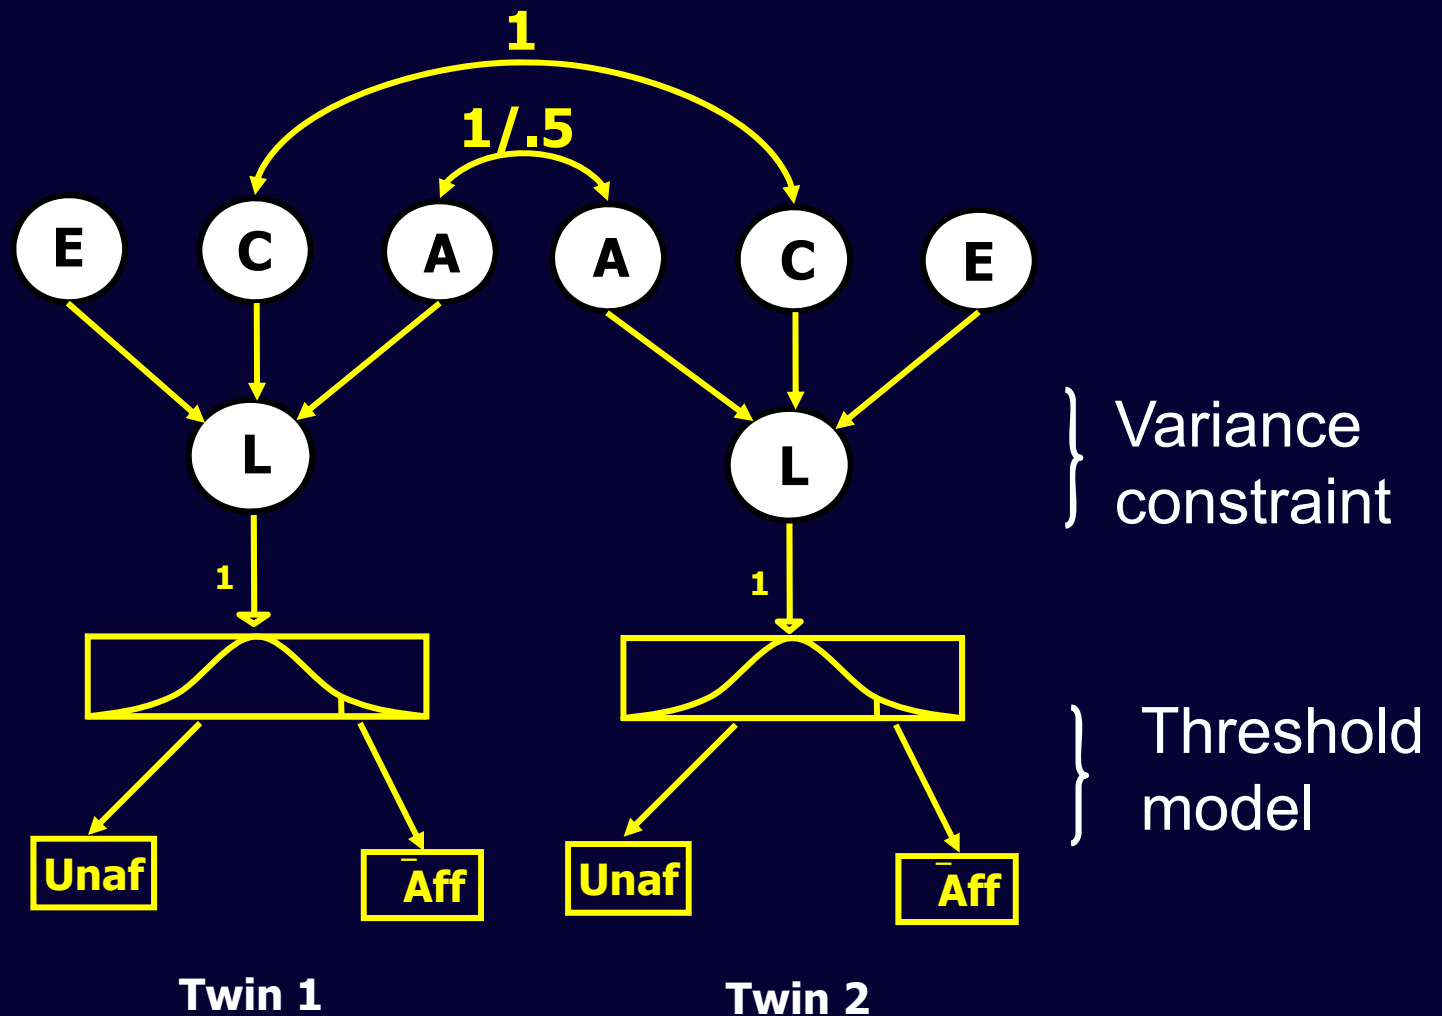 1
1/.5
E C A A C E
L L
Variance
constraint
1 1
Threshold
model
Unaf Aff Unaf Aff
Twin 1 Twin 2